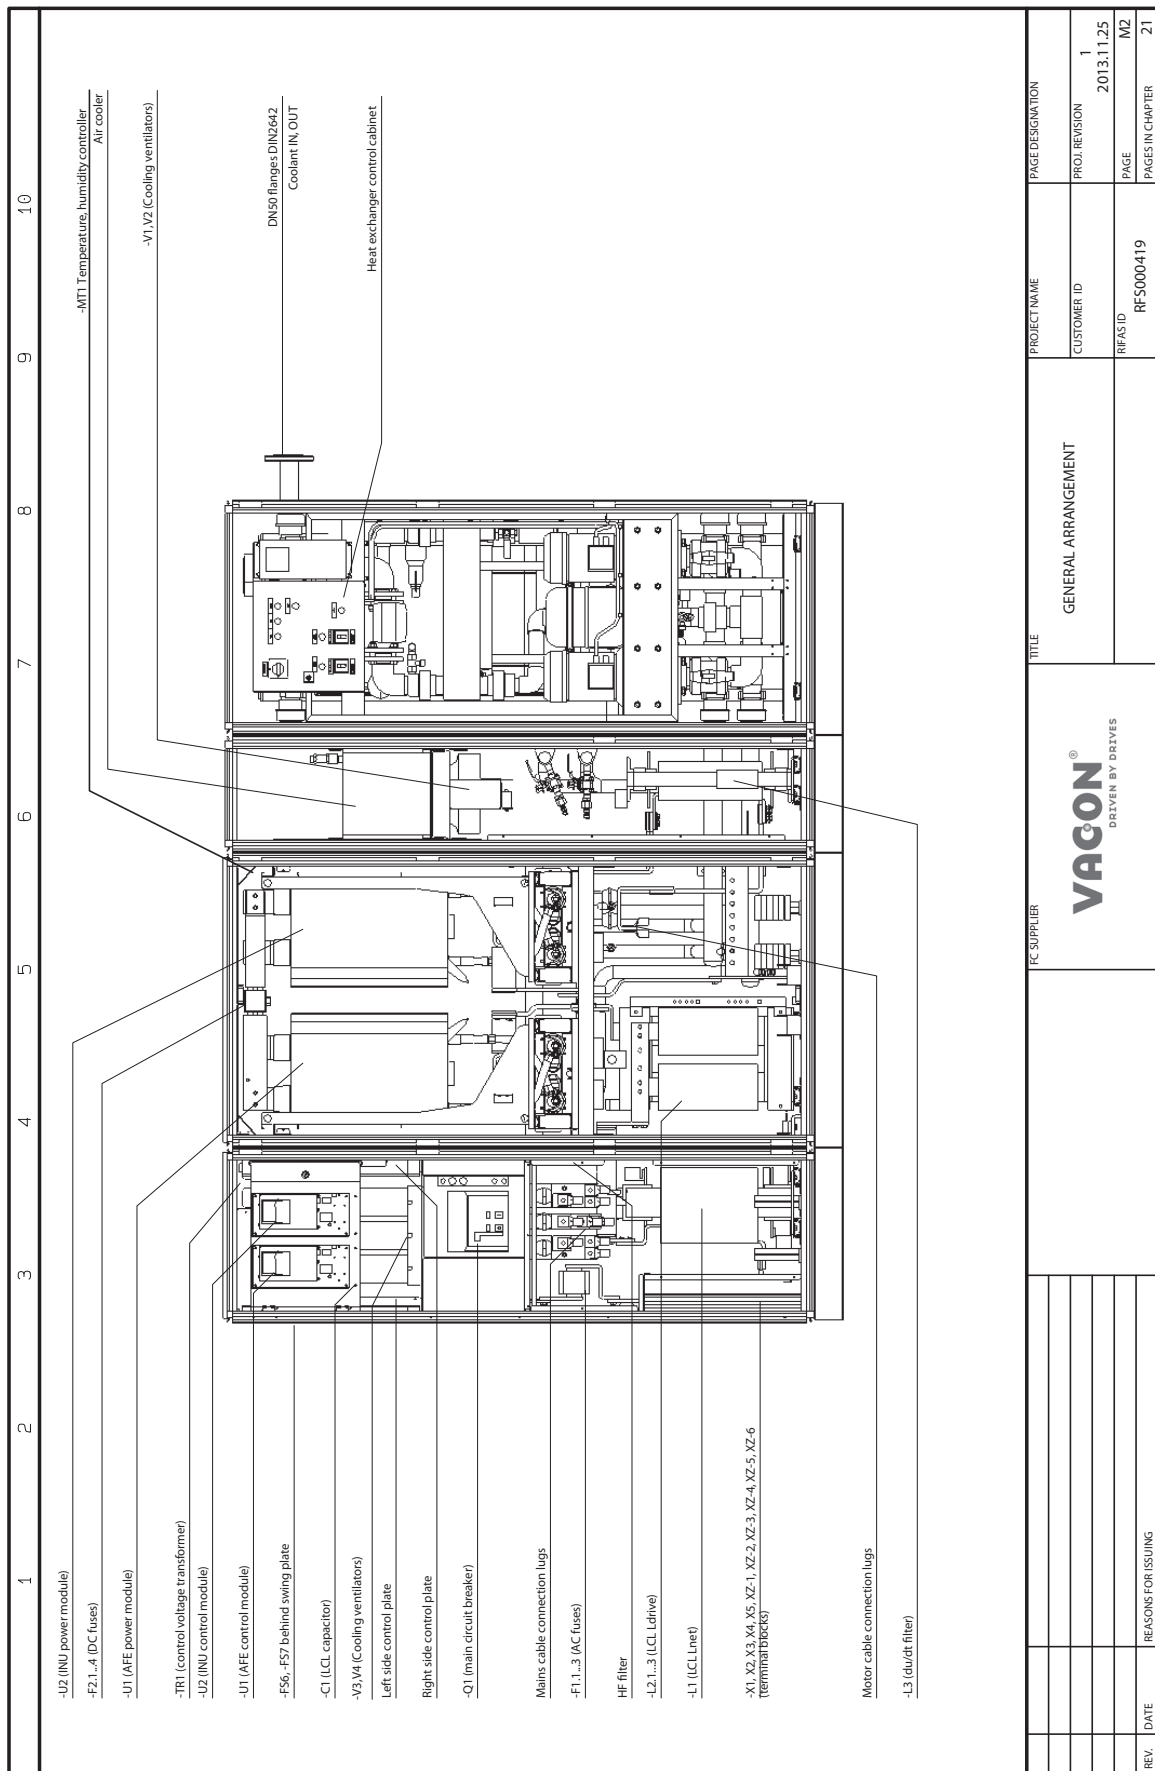 1
2
3
4
5
6
7
8
9
10
-U2 (INU power module)
-F2.1..4 (DC fuses)
-U1 (AFE power module)
-TR1 (control voltage transformer)
-U2 (INU control module)
-U1 (AFE control module)
-FS6, -FS7 behind swing plate
-C1 (LCL capacitor)
-V3,V4 (Cooling ventilators)
Left side control plate
Right side control plate
-Q1 (main circuit breaker)
Mains cable connection lugs
-F1.1..3 (AC fuses)
HF filter
-L2.1..3 (LCL Ldrive)
-L1 (LCL Lnet)
-X1, X2, X3, X4, X5, XZ-1, XZ-2, XZ-3, XZ-4, XZ-5, XZ-6
(terminal blocks)
Motor cable connection lugs
-L3 (du/dt filter)
-MT1 Temperature, humidity controller
Air cooler
-V1,V2 (Cooling ventilators)
DN50 flanges DIN2642
Coolant IN, OUT
Heat exchanger control cabinet
REV.
DATE
REASONS FOR ISSUING
FC SUPPLIER
VACON®
DRIVEN BY DRIVES
TITLE
GENERAL ARRANGEMENT
PROJECT NAME
CUSTOMER ID
RIFAS ID
RFS000419
PAGE DESIGNATION
PROJ. REVISION
1
2013.11.25
PAGE
M2
PAGES IN CHAPTER
21